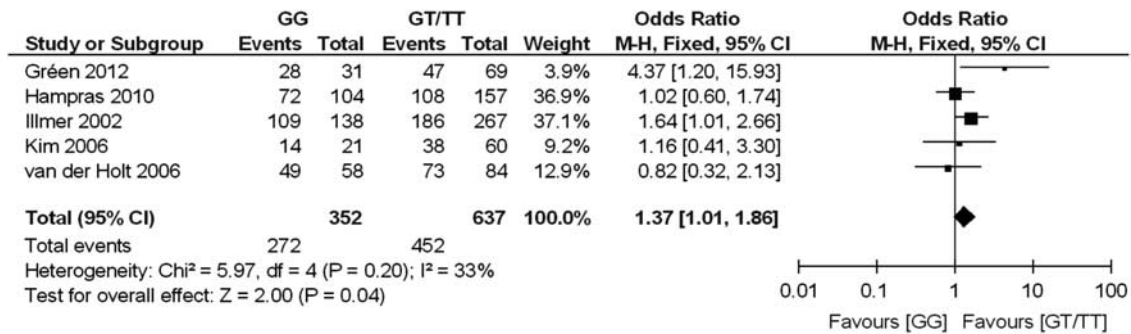 GG GT/TT Odds Ratio Odds Ratio
Study or Subgroup Events Total Events Total Weight M-H, Fixed, 95% CI M-H, Fixed, 95% CI
Gréen 2012 28 31 47 69 3.9% 4.37 [1.20, 15.93]
Hampras 2010 72 104 108 157 36.9% 1.02 [0.60, 1.74]
Illmer 2002 109 138 186 267 37.1% 1.64 [1.01, 2.66]
Kim 2006 14 21 38 60 9.2% 1.16 [0.41, 3.30]
van der Holt 2006 49 58 73 84 12.9% 0.82 [0.32, 2.13]
Total (95% CI) 352 637 100.0% 1.37 [1.01, 1.86]
Total events 272 452
Heterogeneity: Chi² = 5.97, df = 4 (P = 0.20); I² = 33%
Test for overall effect: Z = 2.00 (P = 0.04)
0.01 0.1 1 10 100
Favours [GG] Favours [GT/TT]